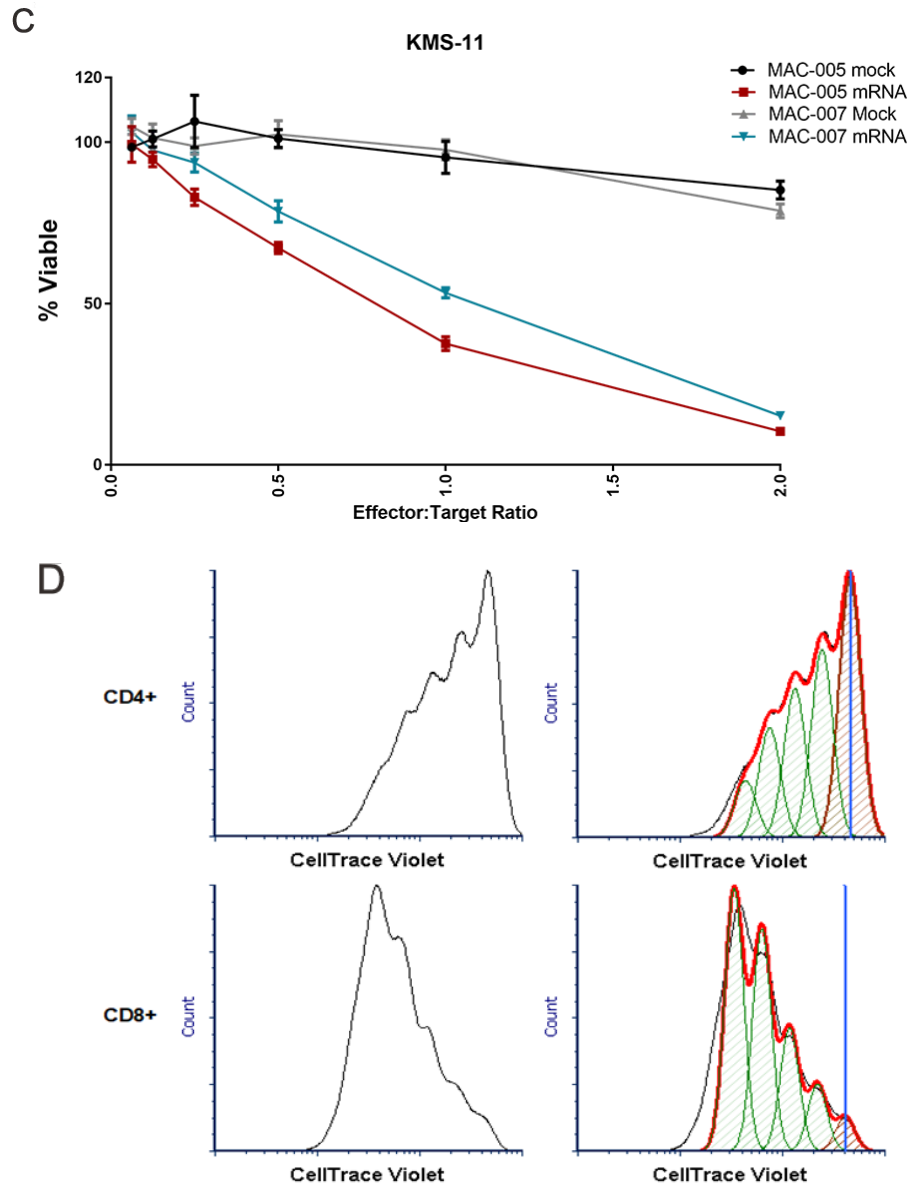 C
KMS-11
MAC-005 mock
MAC-005 mRNA
MAC-007 Mock
MAC-007 mRNA
% Viable
120
100
50
0
0.0
0.5
1.0
1.5
2.0
Effector:Target Ratio
D
CD4+
Count
CellTrace Violet
Count
CellTrace Violet
CD8+
Count
CellTrace Violet
Count
CellTrace Violet